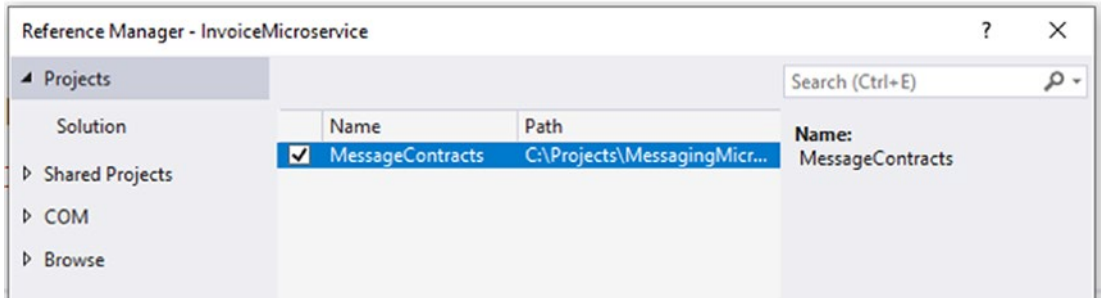 Reference Manager - InvoiceMicroservice ? ×
Projects
Search (Ctrl+E)
Solution
Name Path
Name:
MessageContracts C:\Projects\MessagingMicr...
MessageContracts
Shared Projects
COM
Browse